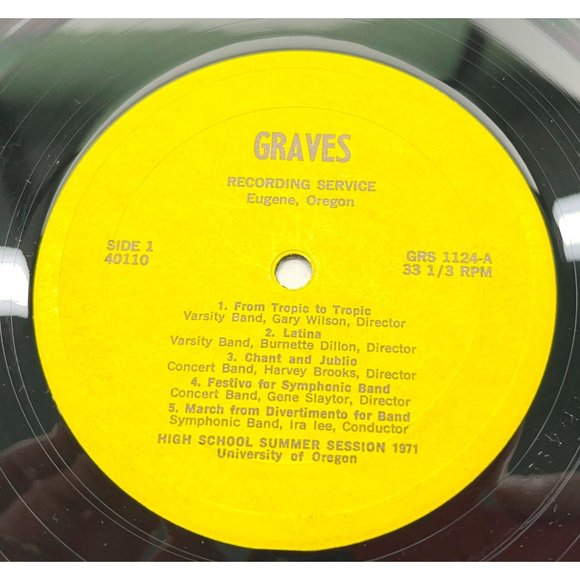 GRAVES
RECORDING SERVICE
Eugene, Oregon
SIDE 1
40110
GRS 1124-A
33 1/3 RPM
1. From Tropic to Tropic
Varsity Band, Gary Wilson, Director
2. Latina
Varsity Band, Burnette Dillon, Director
3. Chant and Jublio
Concert Band, Harvey Brooks, Director
4. Festivo for Symphonic Band
Concert Band, Gene Slaytor, Director
5. March from Divertimento for Band
Symphonic Band, Ira lee, Conductor
HIGH SCHOOL SUMMER SESSION 1971
University of Oregon